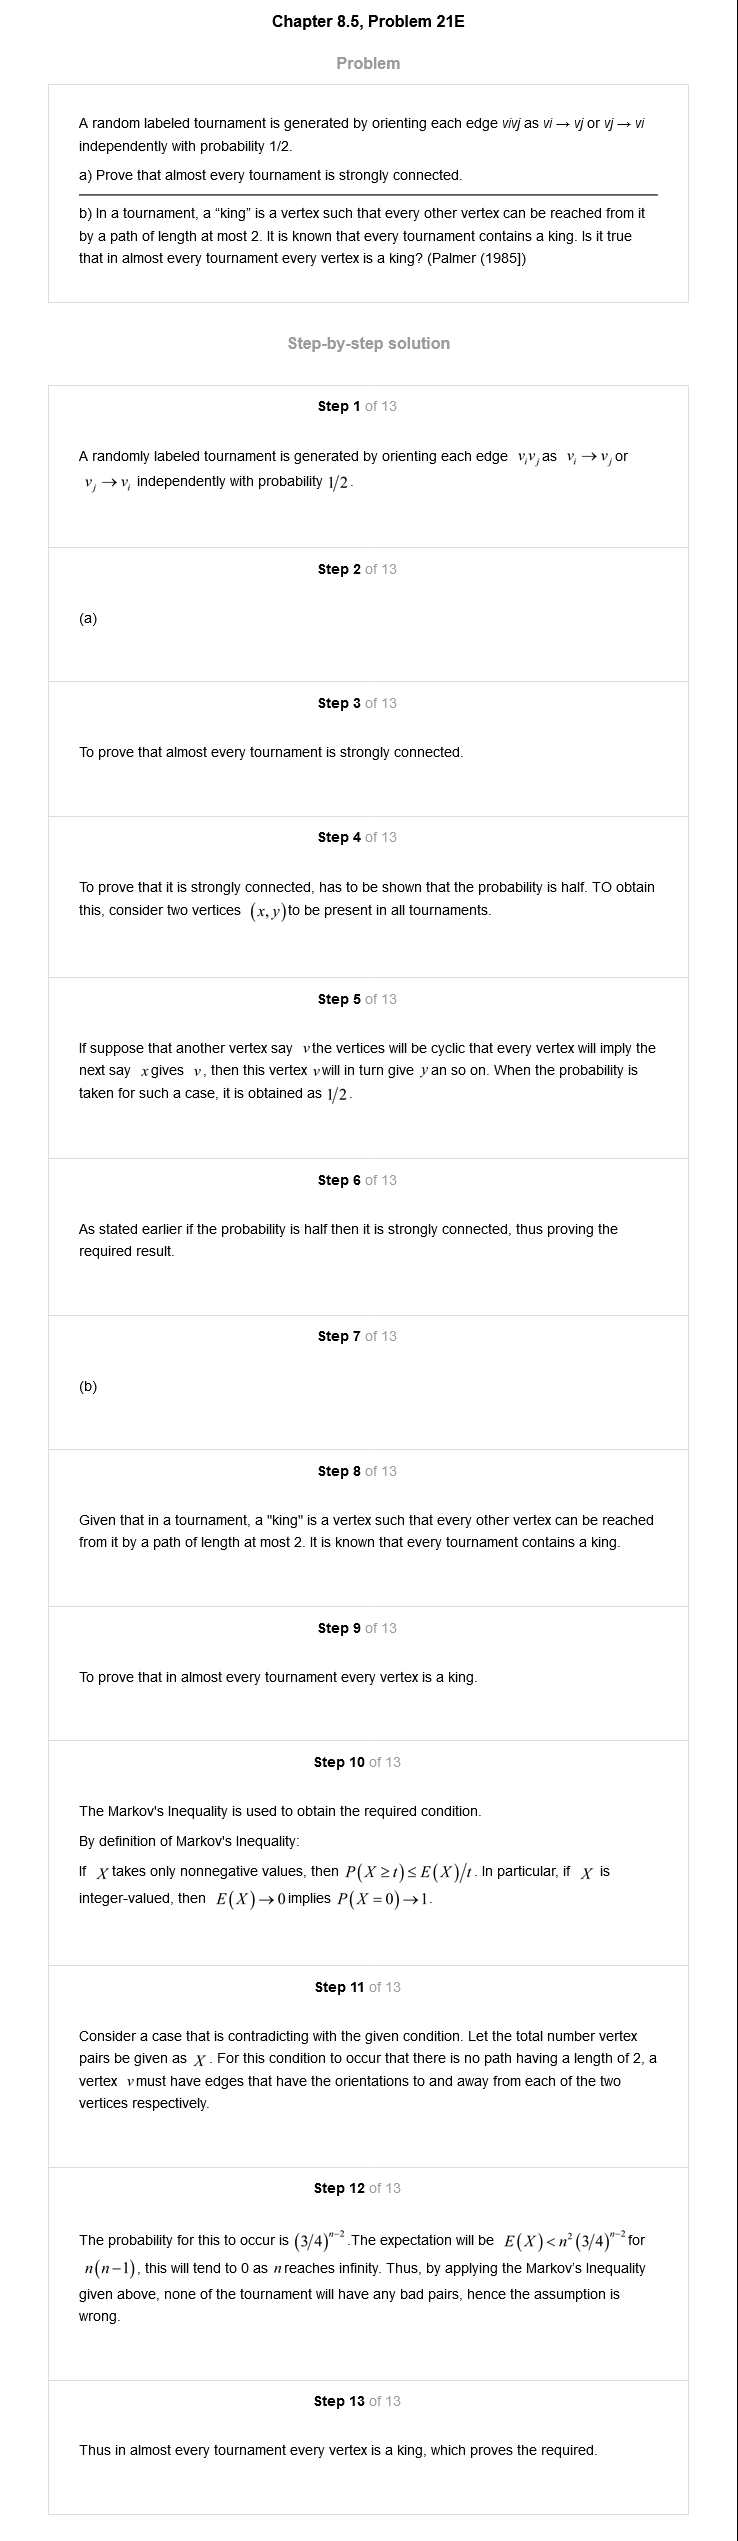 Chapter 8.5, Problem 21E
Problem
A random labeled tournament is generated by orienting each edge vivj as vi → vj or vj → vi
independently with probability 1/2.
a) Prove that almost every tournament is strongly connected.
b) In a tournament, a “king” is a vertex such that every other vertex can be reached from it
by a path of length at most 2. It is known that every tournament contains a king. Is it true
that in almost every tournament every vertex is a king? (Palmer (1985])
Step-by-step solution
Step 1 of 13
A randomly labeled tournament is generated by orienting each edge v_i v_j as v_i → v_j or
v_j → v_i independently with probability 1/2.
Step 2 of 13
(a)
Step 3 of 13
To prove that almost every tournament is strongly connected.
Step 4 of 13
To prove that it is strongly connected, has to be shown that the probability is half. TO obtain
this, consider two vertices (x, y) to be present in all tournaments.
Step 5 of 13
If suppose that another vertex say v the vertices will be cyclic that every vertex will imply the
next say x gives v, then this vertex v will in turn give y an so on. When the probability is
taken for such a case, it is obtained as 1/2.
Step 6 of 13
As stated earlier if the probability is half then it is strongly connected, thus proving the
required result.
Step 7 of 13
(b)
Step 8 of 13
Given that in a tournament, a "king" is a vertex such that every other vertex can be reached
from it by a path of length at most 2. It is known that every tournament contains a king.
Step 9 of 13
To prove that in almost every tournament every vertex is a king.
Step 10 of 13
The Markov's Inequality is used to obtain the required condition.
By definition of Markov's Inequality:
If X takes only nonnegative values, then P(X ≥ t) ≤ E(X)/t. In particular, if X is
integer-valued, then E(X) → 0 implies P(X = 0) → 1.
Step 11 of 13
Consider a case that is contradicting with the given condition. Let the total number vertex
pairs be given as X. For this condition to occur that there is no path having a length of 2, a
vertex v must have edges that have the orientations to and away from each of the two
vertices respectively.
Step 12 of 13
The probability for this to occur is (3/4)^{n-2}.The expectation will be E(X) < n^2 (3/4)^{n-2} for
n(n−1), this will tend to 0 as n reaches infinity. Thus, by applying the Markov's Inequality
given above, none of the tournament will have any bad pairs, hence the assumption is
wrong.
Step 13 of 13
Thus in almost every tournament every vertex is a king, which proves the required.